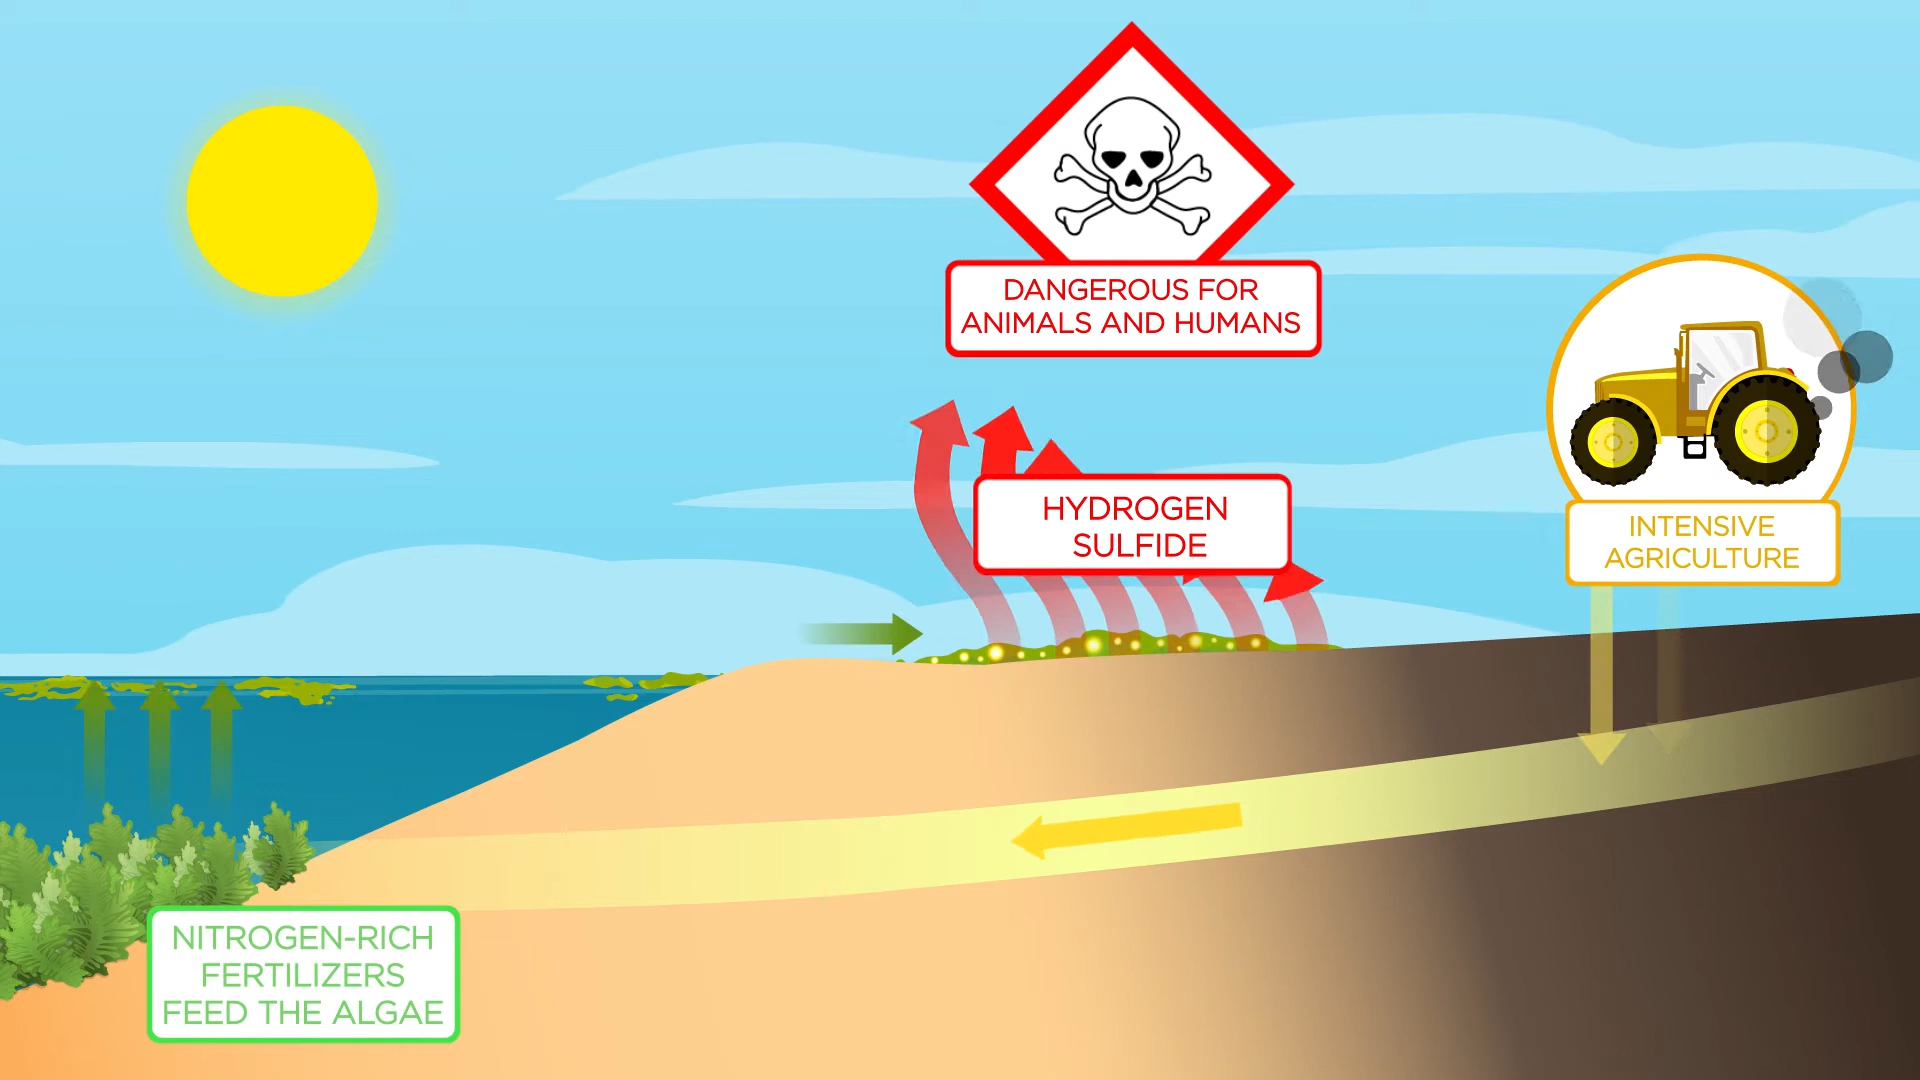 DANGEROUS FOR
ANIMALS AND HUMANS
HYDROGEN
SULFIDE
INTENSIVE
AGRICULTURE
NITROGEN-RICH
FERTILIZERS
FEED THE ALGAE